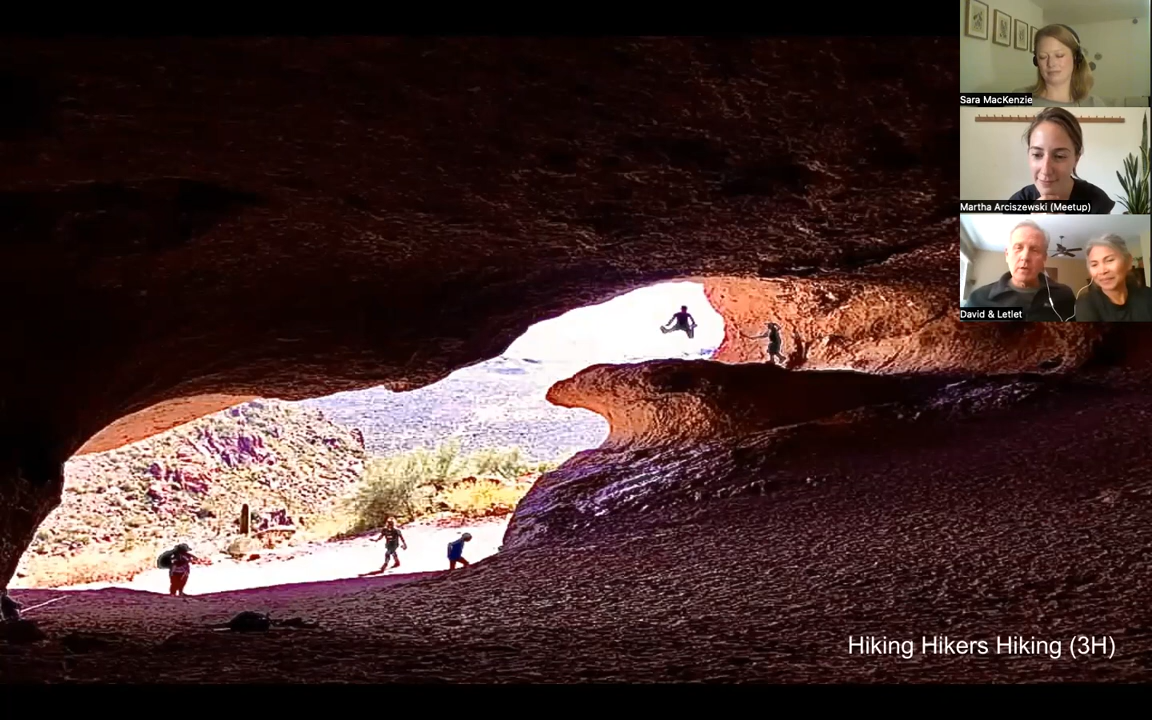 Sara MacKenzie
Martha Arciszewski (Meetup)
David & Letlet
Hiking Hikers Hiking (3H)